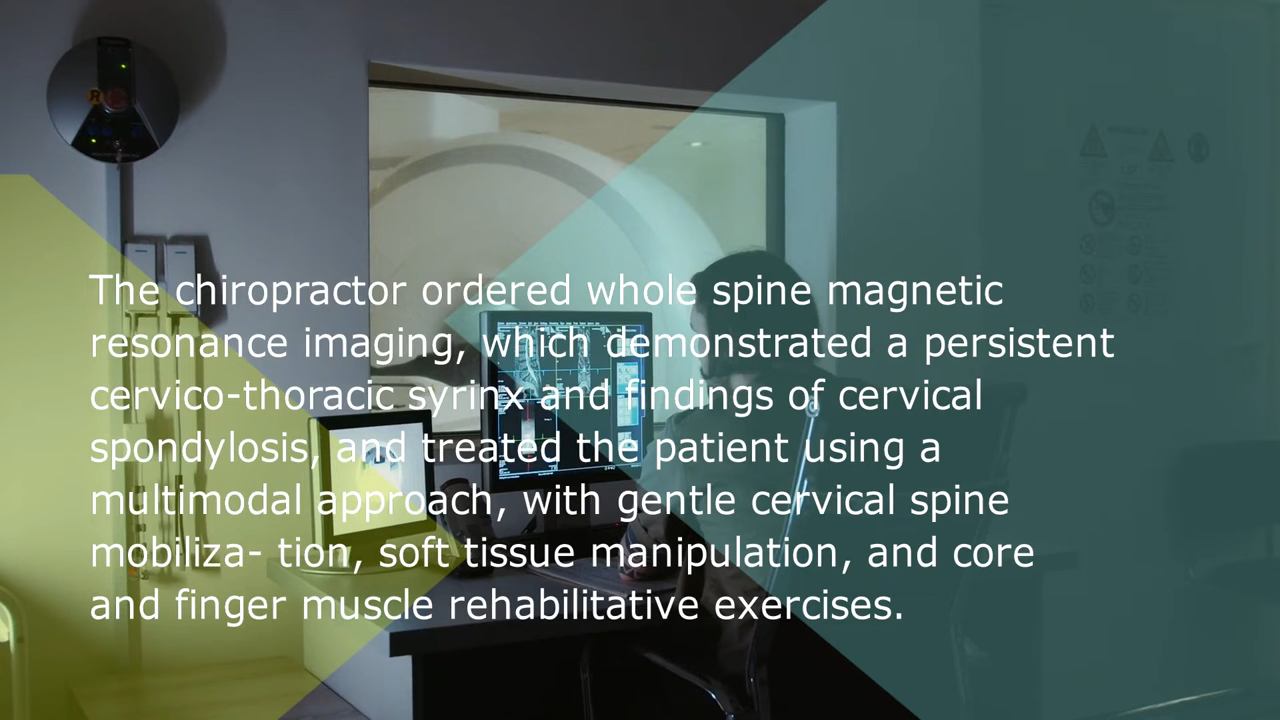 The chiropractor ordered whole spine magnetic
resonance imaging, which demonstrated a persistent
cervico-thoracic syrinx and findings of cervical
spondylosis, and treated the patient using a
multimodal approach, with gentle cervical spine
mobiliza- tion, soft tissue manipulation, and core
and finger muscle rehabilitative exercises.